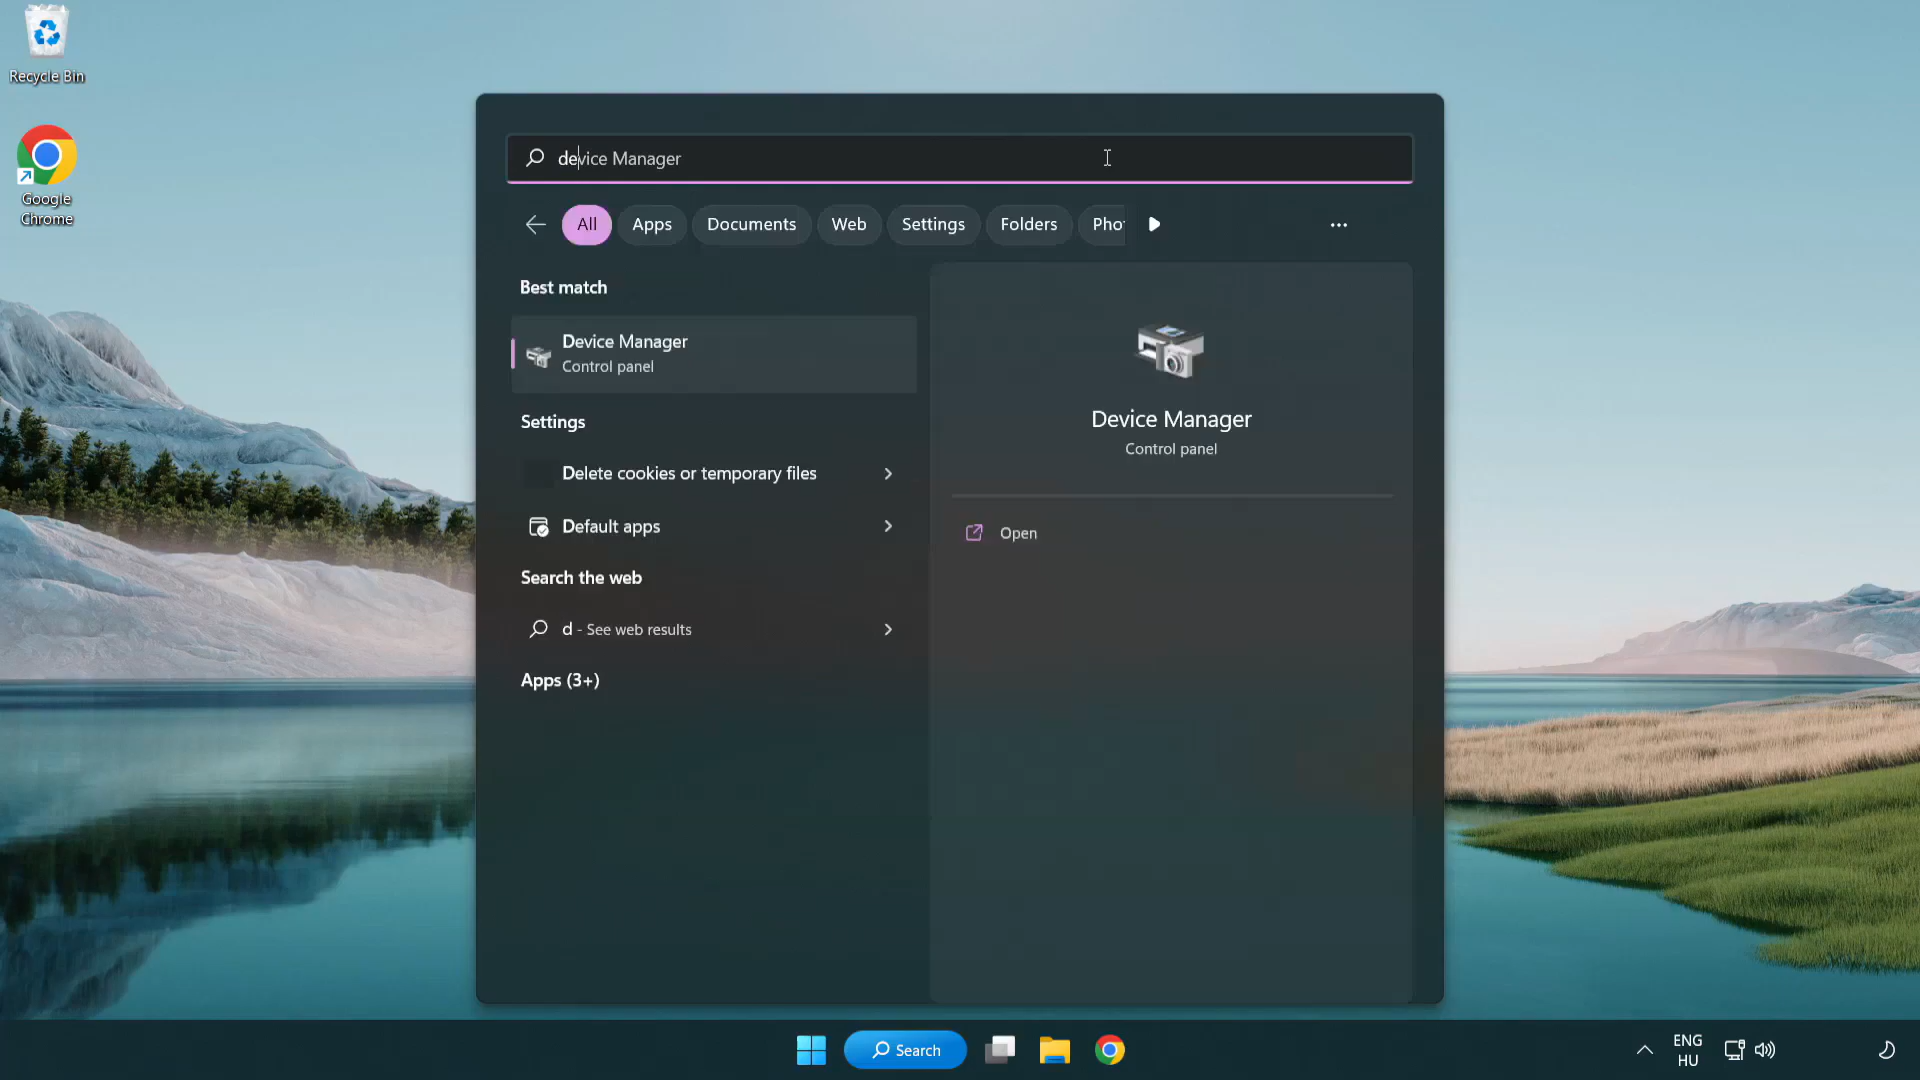 Recycle Bin
Google
Chrome
device Manager
All
Apps
Documents
Web
Settings
Folders
Pho
Best match
Device Manager
Control panel
Settings
Delete cookies or temporary files
Default apps
Search the web
d - See web results
Apps (3+)
Device Manager
Control panel
Open
Search
ENG
HU